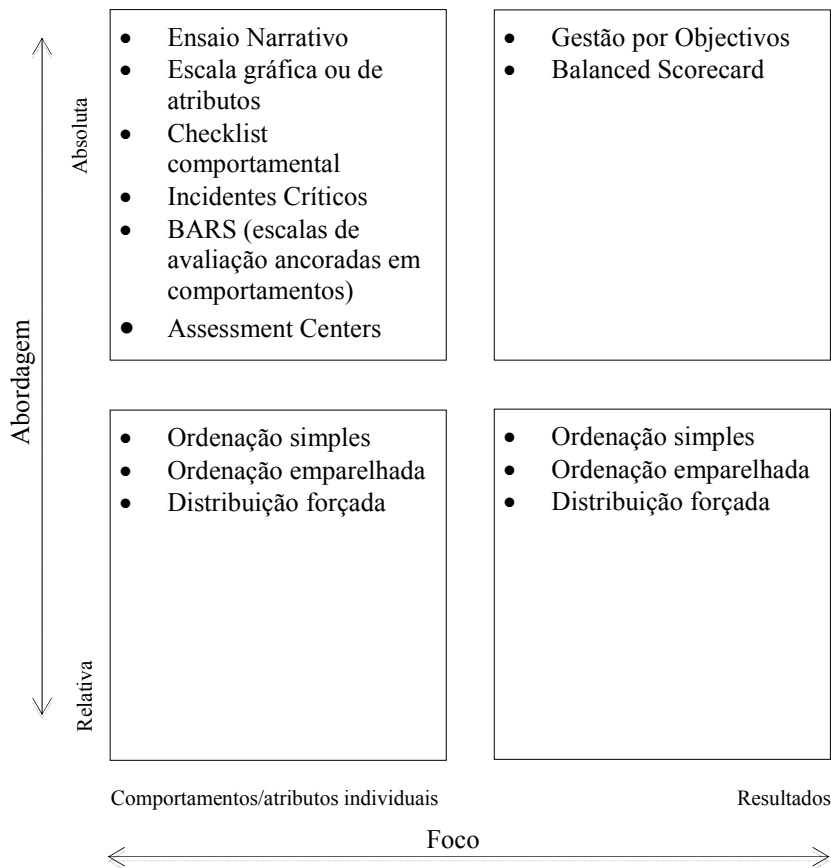 Abordagem
Absoluta
• Ensaio Narrativo
• Escala gráfica ou de
atributos
• Checklist
comportamental
• Incidentes Críticos
• BARS (escalas de
avaliação ancoradas em
comportamentos)
• Assessment Centers
• Gestão por Objectivos
• Balanced Scorecard
Relativa
• Ordenação simples
• Ordenação emparelhada
• Distribuição forçada
• Ordenação simples
• Ordenação emparelhada
• Distribuição forçada
Comportamentos/atributos individuais
Resultados
Foco